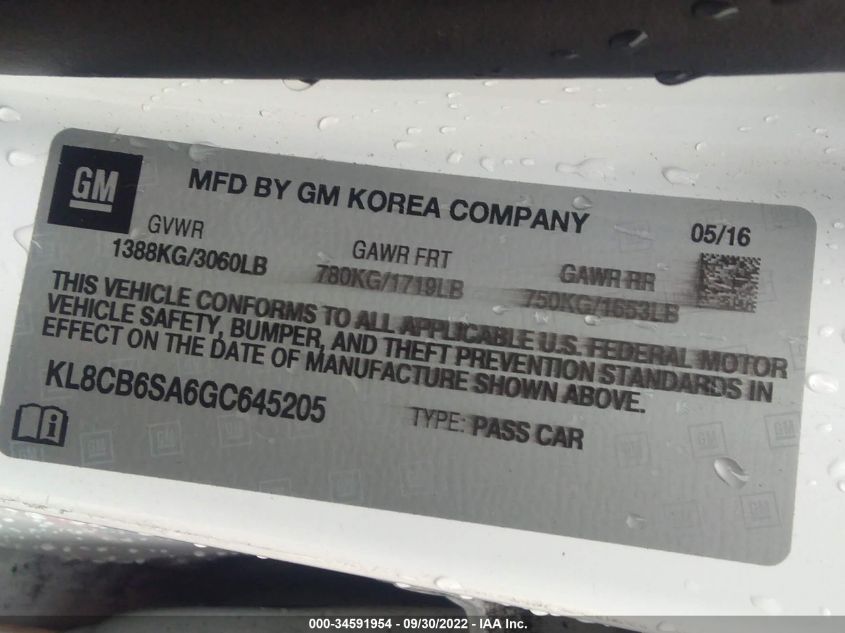 GM
MFD BY GM KOREA COMPANY
05/16
GVWR
1388KG/3060LB
GAWR FRT
780KG/1719LB
GAWR RR
750KG/1653LB
THIS VEHICLE CONFORMS TO ALL APPLICABLE U.S. FEDERAL MOTOR
VEHICLE SAFETY, BUMPER, AND THEFT PREVENTION STANDARDS IN
EFFECT ON THE DATE OF MANUFACTURE SHOWN ABOVE.
KL8CB6SA6GC645205
TYPE: PASS CAR
000-34591954 - 09/30/2022 - IAA Inc.